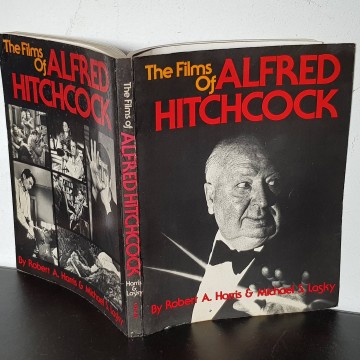 The Films
Of ALFRED
HITCHCOCK
By Robert A. Harris & Michael S. Lasky
The Films of
ALFRED HITCHCOCK
Harris
& Lasky
The Films
Of ALFRED
HITCHCOCK
By Robert A. Harris & Michael S. Lasky